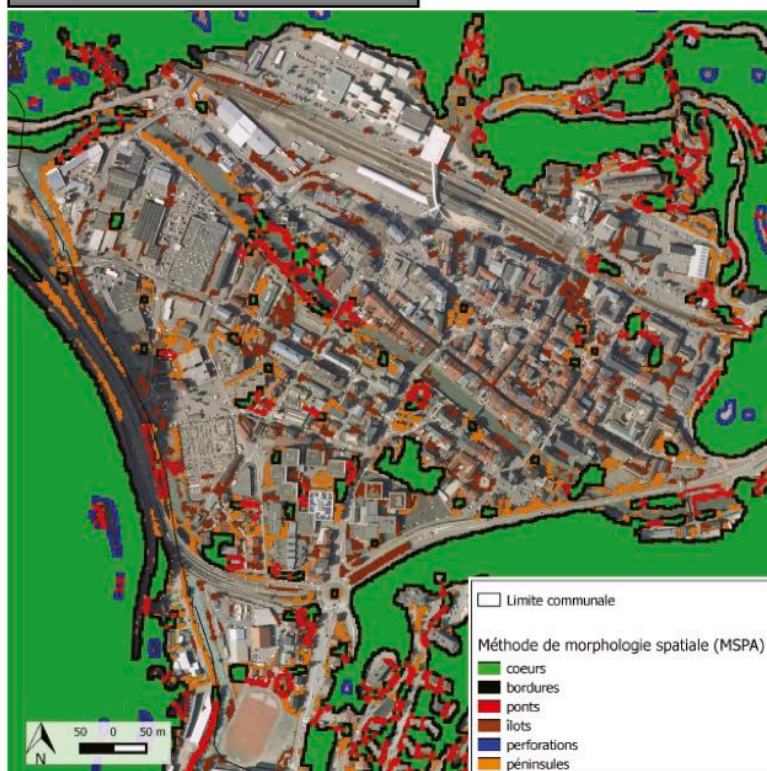 Limite communale
Méthode de morphologie spatiale (MSPA)
coeurs
bordures
ponts
îlots
perforations
péninsules
N
50 0 50 m